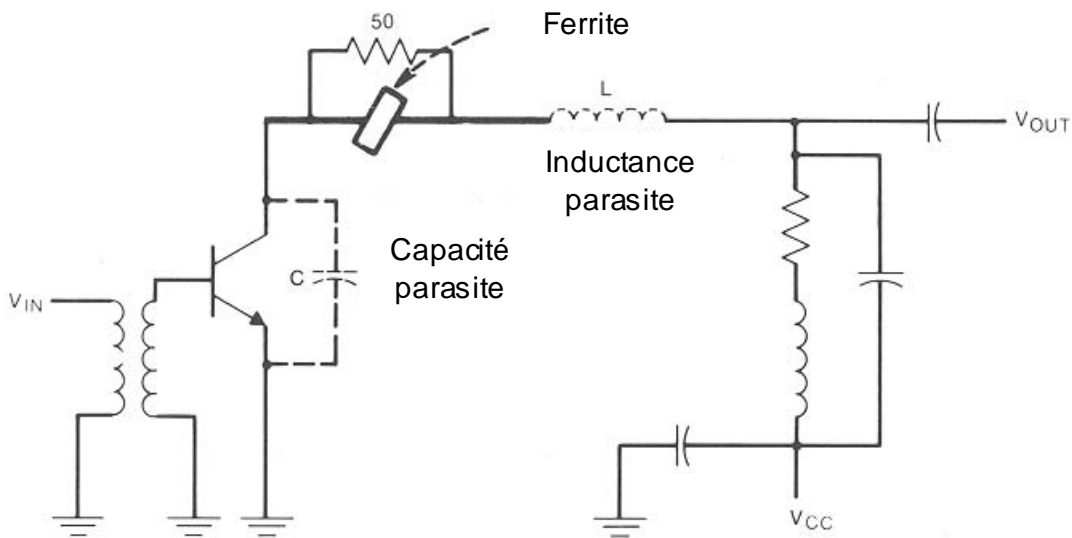 50
Ferrite
L
VOUT
Inductance
parasite
Capacité
parasite
C
VIN
VCC